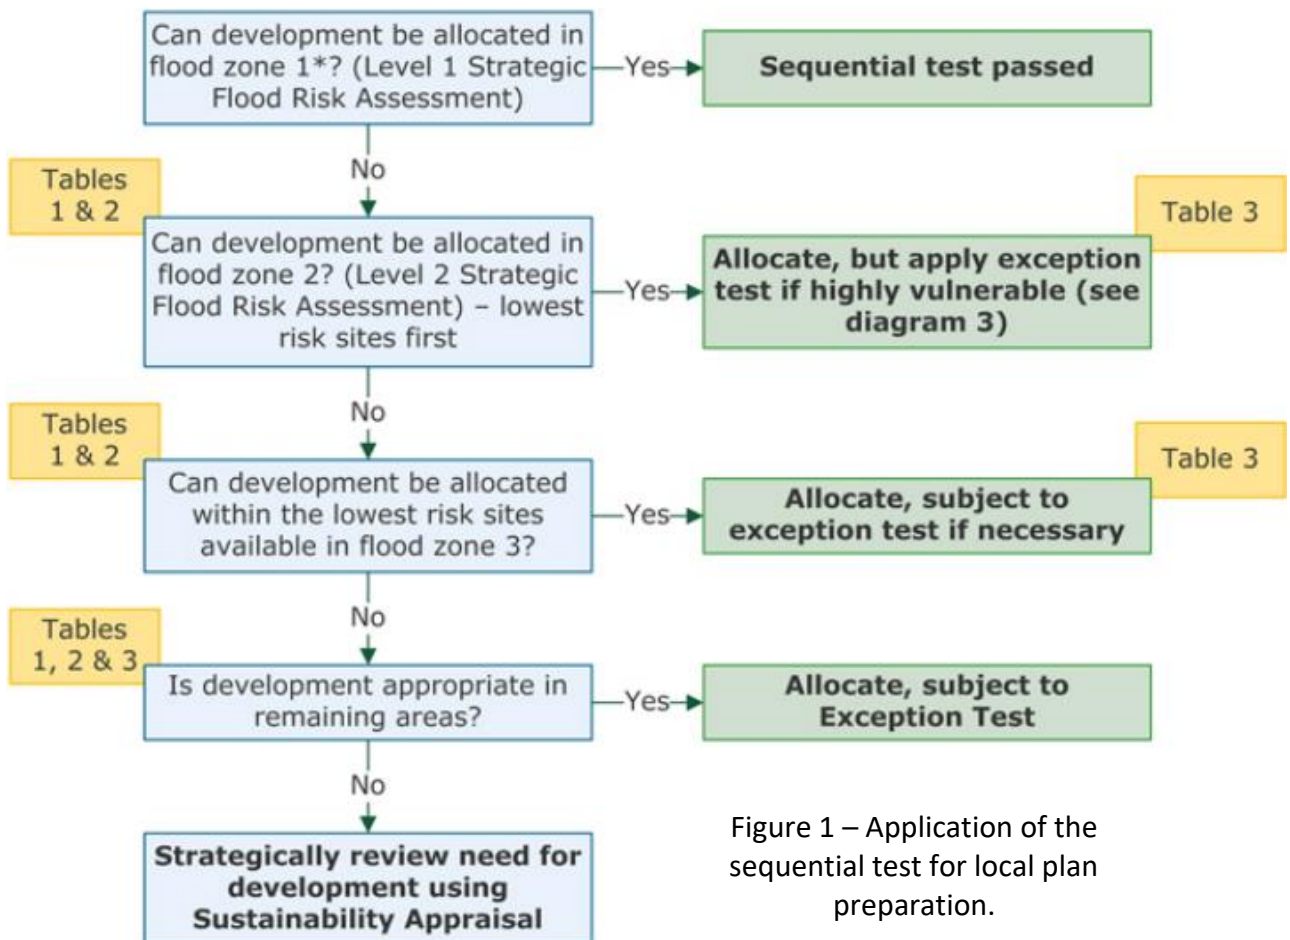 Can development be allocated in
flood zone 1*? (Level 1 Strategic
Flood Risk Assessment)
Yes
Sequential test passed
No
Tables
1 & 2
Can development be allocated in
flood zone 2? (Level 2 Strategic
Flood Risk Assessment) – lowest
risk sites first
Yes
Allocate, but apply exception
test if highly vulnerable (see
diagram 3)
Table 3
No
Tables
1 & 2
Can development be allocated
within the lowest risk sites
available in flood zone 3?
Yes
Allocate, subject to
exception test if necessary
Table 3
No
Tables
1, 2 & 3
Is development appropriate in
remaining areas?
Yes
Allocate, subject to
Exception Test
No
Strategically review need for
development using
Sustainability Appraisal
Figure 1 – Application of the
sequential test for local plan
preparation.